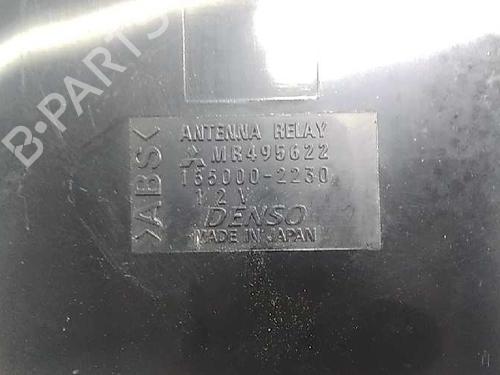 B-PARTS
>ABS<
ANTENNA RELAY
MR495622
155000-2230
12V
DENSO
MADE IN JAPAN